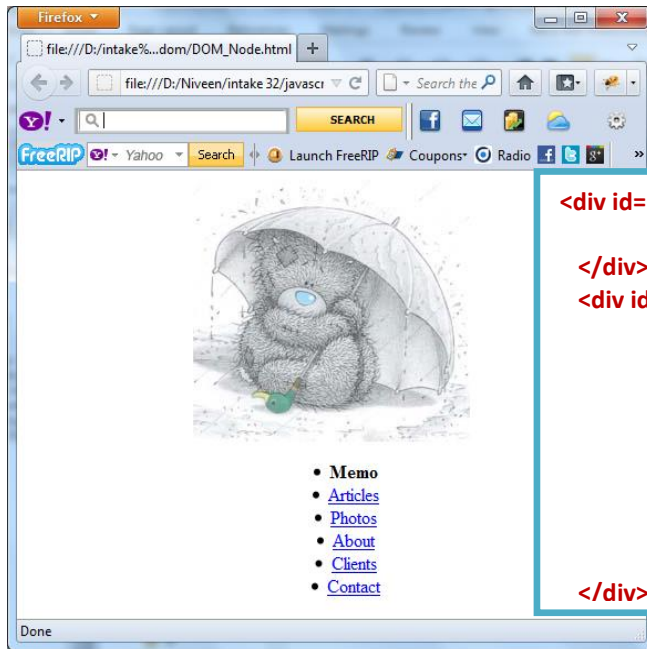 Firefox
file:///D:/intake%...dom/DOM_Node.html
file:///D:/Niveen/intake 32/javascr
Search the
SEARCH
FreeRIP Yahoo Search Launch FreeRIP Coupons Radio
<div id=
</div>
<div id
Memo
Articles
Photos
About
Clients
Contact
</div>
Done